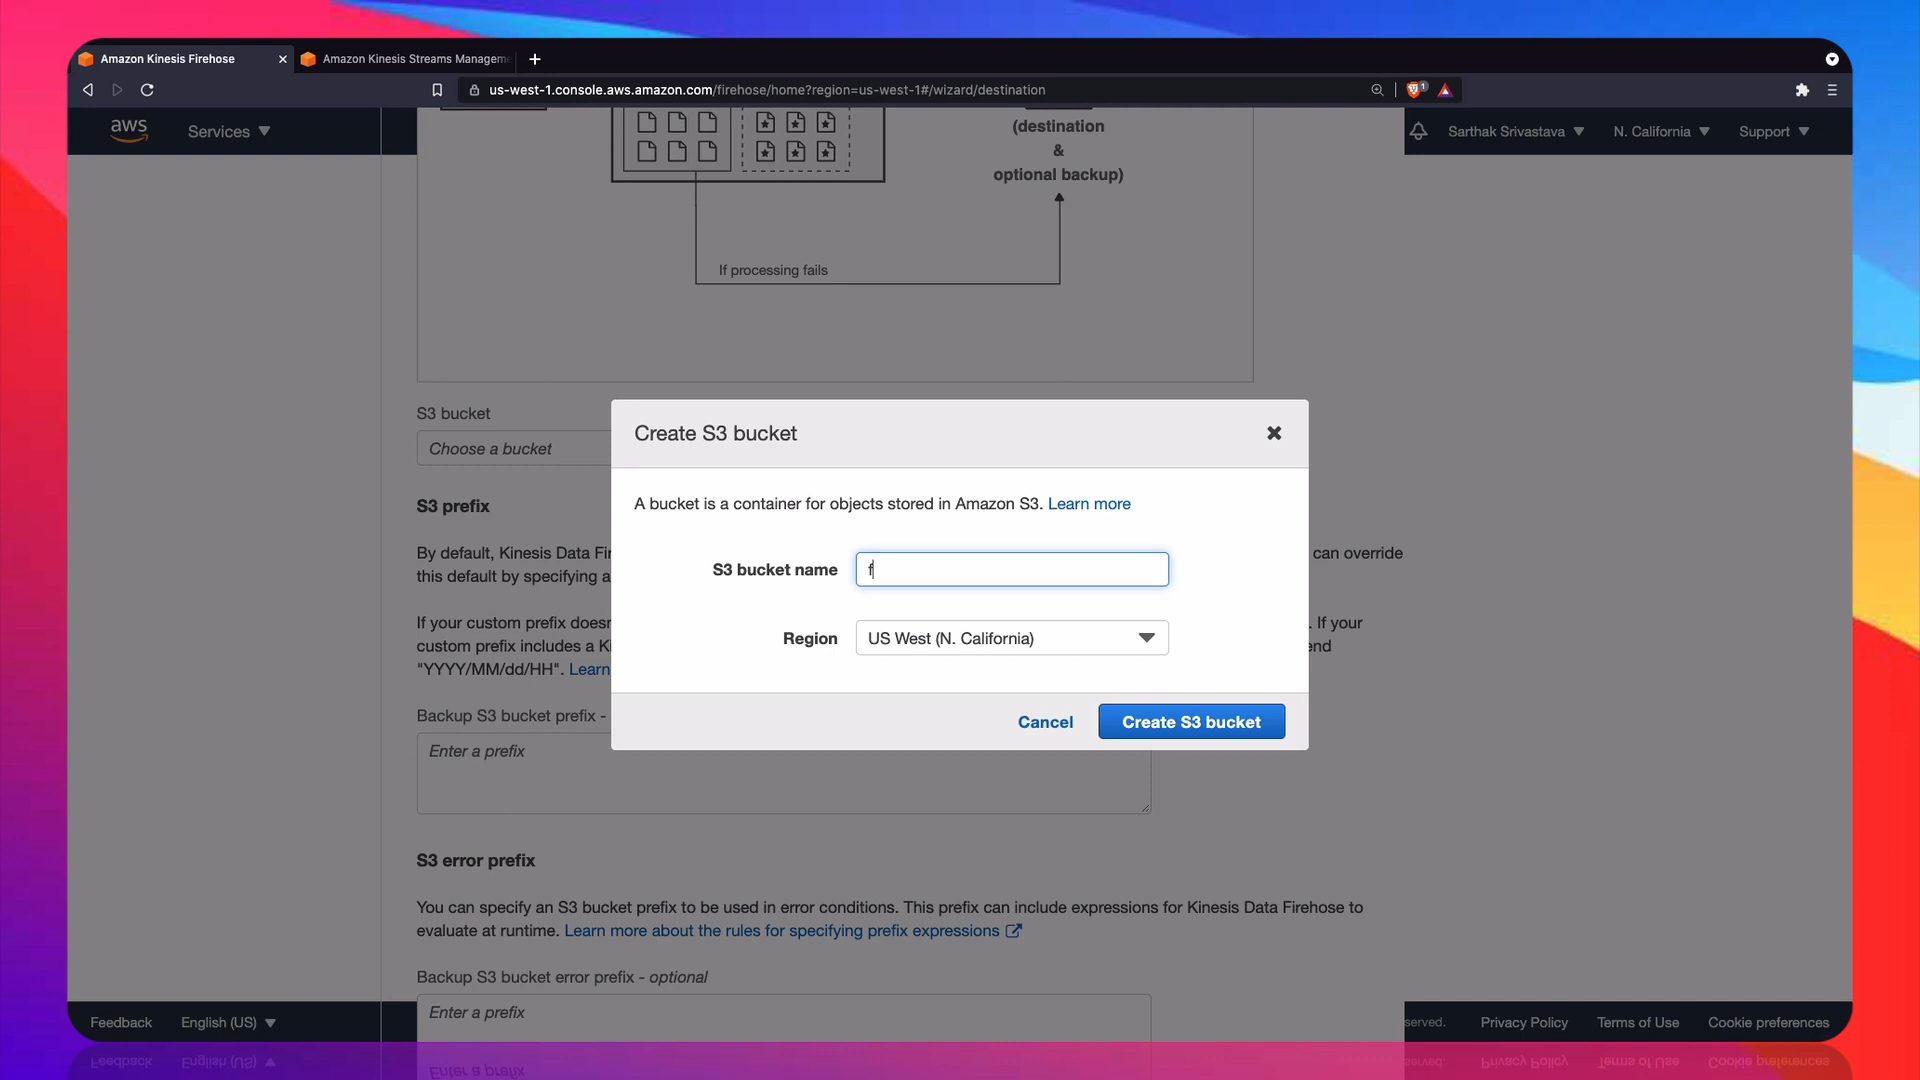 Amazon Kinesis Firehose
Amazon Kinesis Streams Manageme
us-west-1.console.aws.amazon.com/firehose/home?region=us-west-1#/wizard/destination
1
aws
Services
Sarthak Srivastava
N. California
Support
(destination
&
optional backup)
If processing fails
S3 bucket
Choose a bucket
Create S3 bucket
A bucket is a container for objects stored in Amazon S3. Learn more
S3 bucket name
f
Region
US West (N. California)
Cancel
Create S3 bucket
S3 prefix
By default, Kinesis Data Fi can override
this default by specifying a
If your custom prefix doesn . If your
custom prefix includes a Ki end
"YYYY/MM/dd/HH". Learn
Backup S3 bucket prefix -
Enter a prefix
S3 error prefix
You can specify an S3 bucket prefix to be used in error conditions. This prefix can include expressions for Kinesis Data Firehose to
evaluate at runtime. Learn more about the rules for specifying prefix expressions
Backup S3 bucket error prefix - optional
Enter a prefix
Feedback
English (US)
served.
Privacy Policy
Terms of Use
Cookie preferences